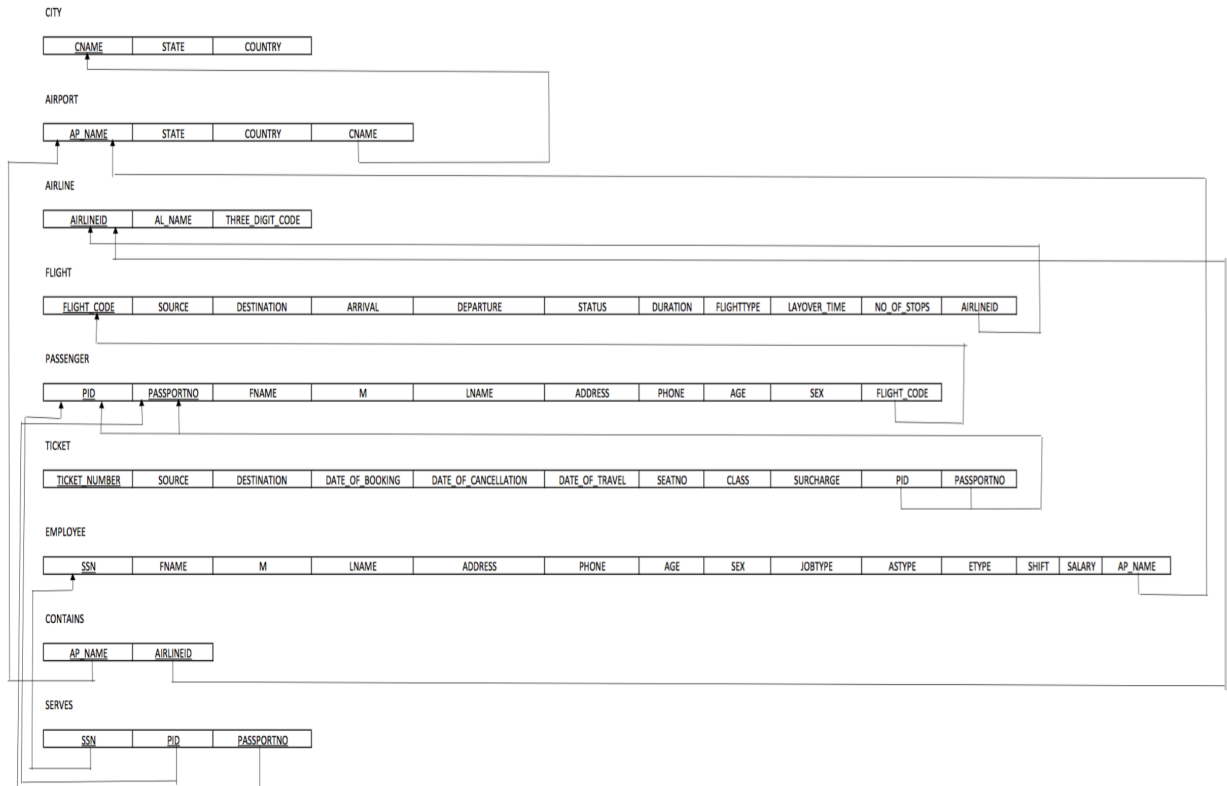 CITY
CNAME STATE COUNTRY
AIRPORT
AP_NAME STATE COUNTRY CNAME
AIRLINE
AIRLINEID AL_NAME THREE_DIGIT_CODE
FLIGHT
FLIGHT_CODE SOURCE DESTINATION ARRIVAL DEPARTURE STATUS DURATION FLIGHTTYPE LAYOVER_TIME NO_OF_STOPS AIRLINEID
PASSENGER
PID PASSPORTNO FNAME M LNAME ADDRESS PHONE AGE SEX FLIGHT_CODE
TICKET
TICKET_NUMBER SOURCE DESTINATION DATE_OF_BOOKING DATE_OF_CANCELLATION DATE_OF_TRAVEL SEATNO CLASS SURCHARGE PID PASSPORTNO
EMPLOYEE
SSN FNAME M LNAME ADDRESS PHONE AGE SEX JOBTYPE ASTYPE ETYPE SHIFT SALARY AP_NAME
CONTAINS
AP_NAME AIRLINEID
SERVES
SSN PID PASSPORTNO